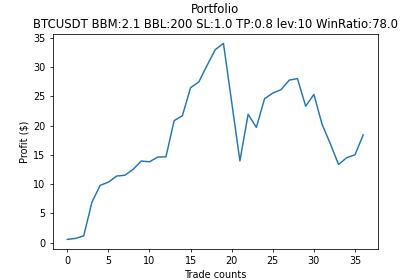 Portfolio
BTCUSDT BBM:2.1 BBL:200 SL:1.0 TP:0.8 lev:10 WinRatio:78.0
35
30
25
20
15
10
5
0
Profit ($)
0 5 10 15 20 25 30 35
Trade counts